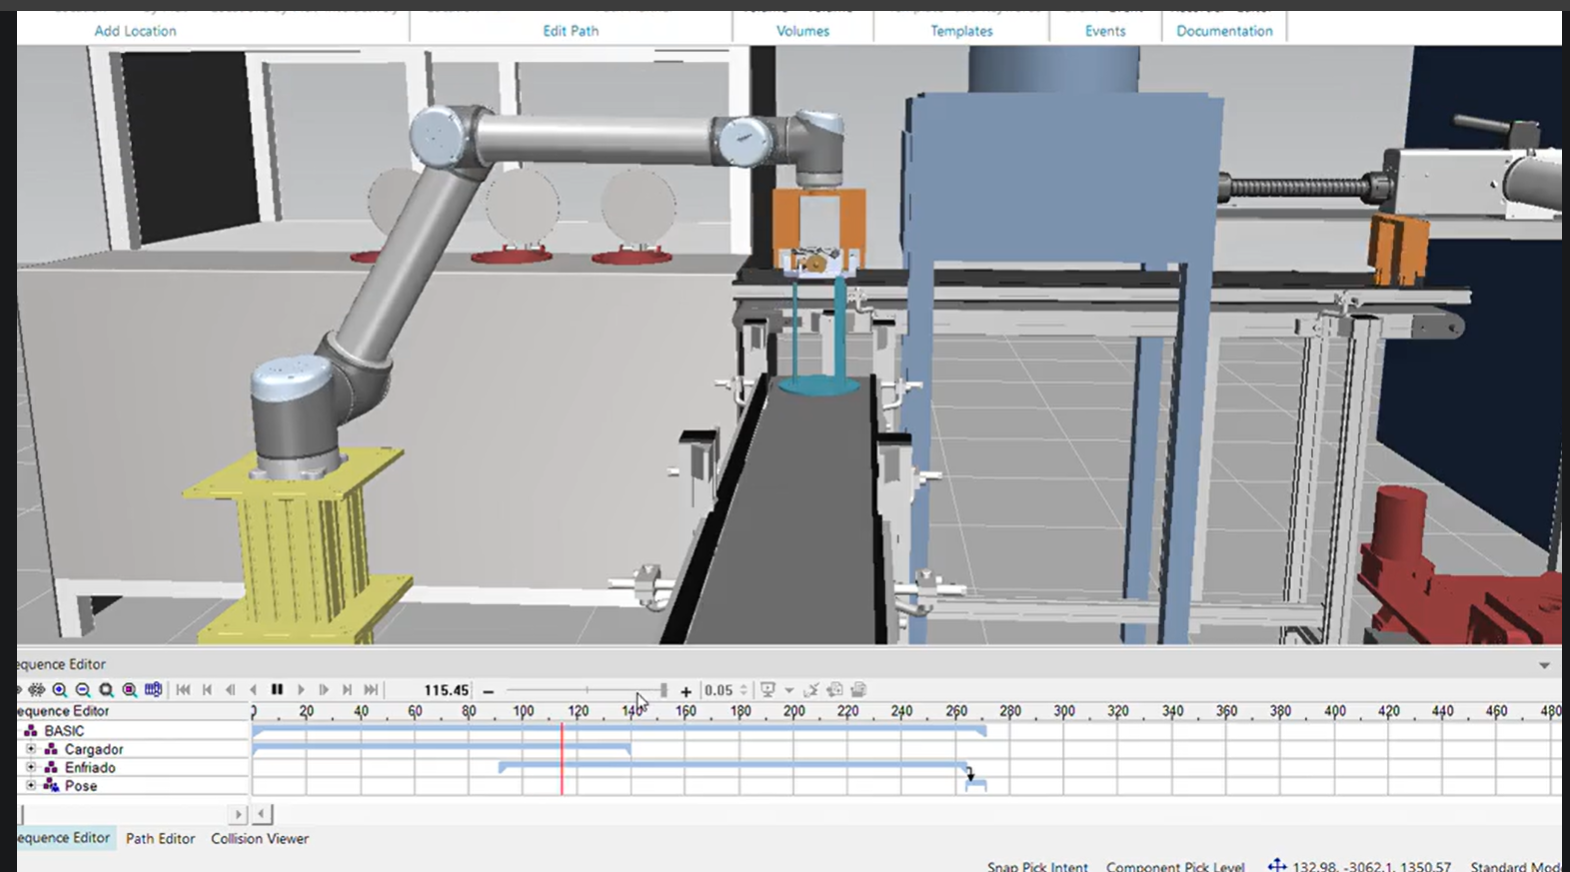 Add Location Edit Path Volumes Templates Events Documentation
equence Editor
115.45 0.05
equence Editor
20 40 60 80 100 120 140 160 180 200 220 240 260 280 300 320 340 360 380 400 420 440 460 480
BASIC
Cargador
Enfriado
Pose
equence Editor Path Editor Collision Viewer
Snap Pick Intent Component Pick Level 132.98, -3062.1, 1350.57 Standard Mod